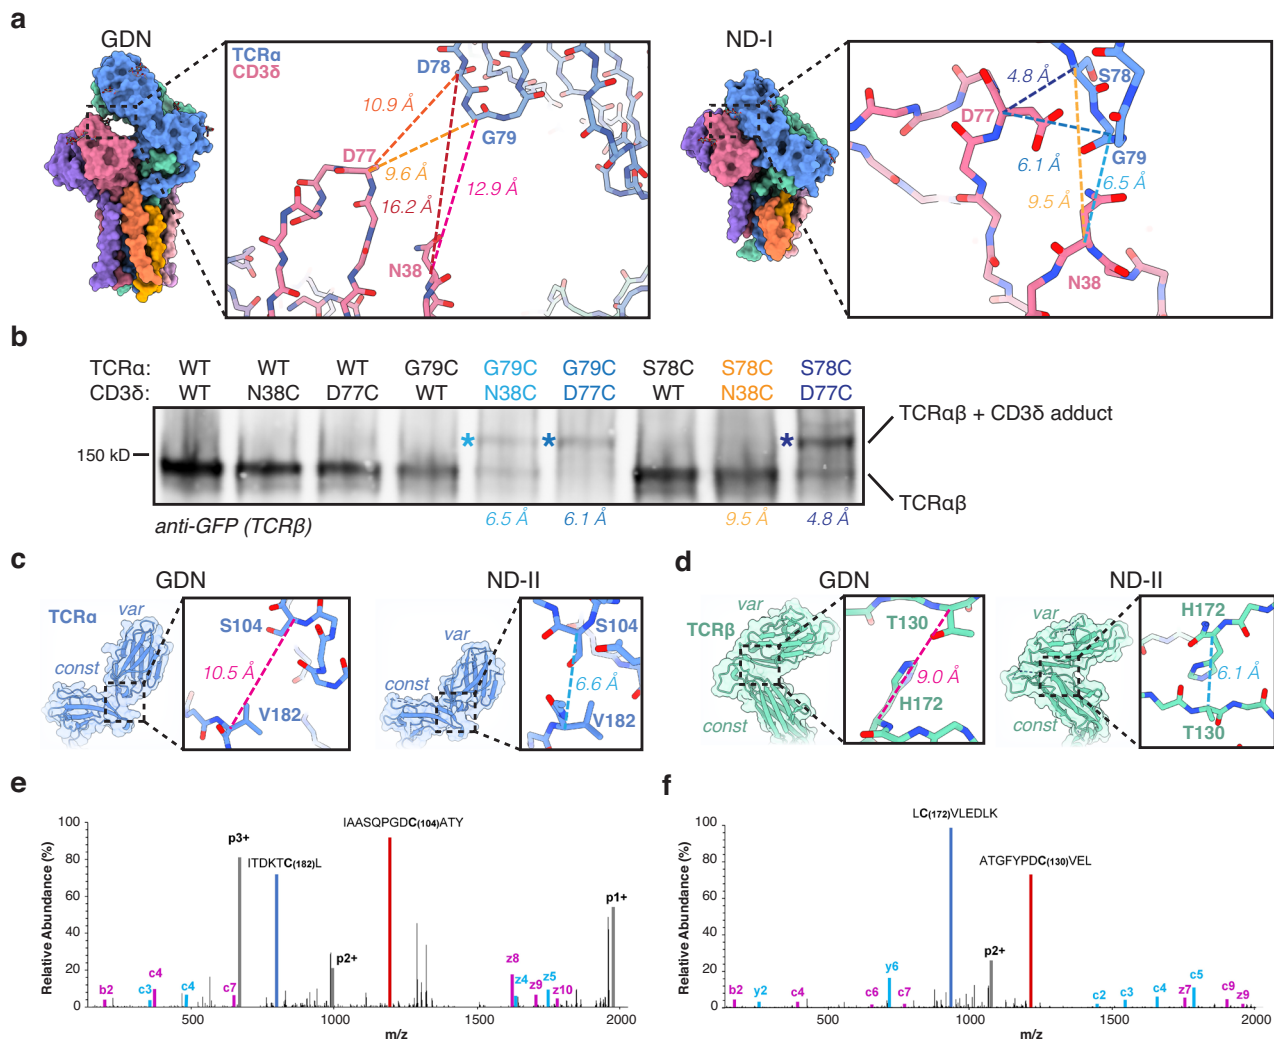 a
GDN
ND-I
TCRα
CD3δ
D78
10.9 Å
G79
D77
9.6 Å
12.9 Å
16.2 Å
N38
4.8 Å
S78
D77
G79
6.1 Å
6.5 Å
9.5 Å
N38
b
TCRα: WT WT WT G79C G79C G79C S78C S78C S78C
CD3δ: WT N38C D77C WT N38C D77C WT N38C D77C
TCRαβ + CD3δ adduct
* * *
150 kD
TCRαβ
anti-GFP (TCRβ)
6.5 Å 6.1 Å 9.5 Å 4.8 Å
c
GDN
ND-II
TCRα
var
const
S104
10.5 Å
V182
var
const
S104
6.6 Å
V182
d
GDN
ND-II
TCRβ
var
const
T130
9.0 Å
H172
var
const
H172
6.1 Å
T130
e
IAASQPGDC(104)ATY
p3+
ITDKTC(182)L
p1+
p2+
z8
c4
b2
c3
c4
c7
z4
z5
z9
z10
Relative Abundance (%)
100
80
60
40
20
0
500 1000 1500 2000
m/z
f
LC(172)VLEDLK
ATGFYPDC(130)VEL
p2+
y6
b2
y2
c4
c6
c7
c2
c3
c4
z7
c5
c9
z9
Relative Abundance (%)
100
80
60
40
20
0
500 1000 1500 2000
m/z